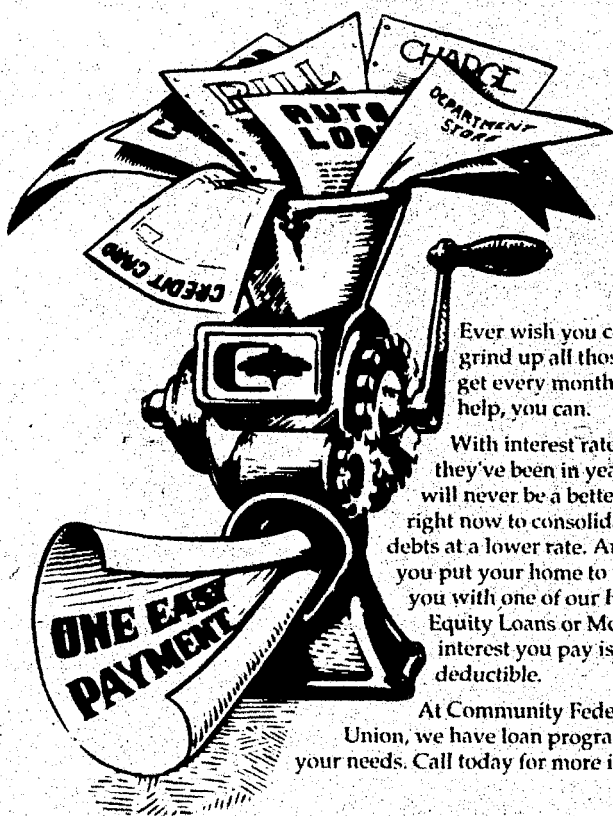 BILL
CHARGE
AUTO
LOAN
DEPARTMENT
STORE
CREDIT CARD
Ever wish you c
grind up all thos
get every month
help, you can.
With interest rate
they've been in yea
will never be a bette
right now to consolid
debts at a lower rate. An
you put your home to
you with one of our H
Equity Loans or Mo
interest you pay is
deductible.
At Community Fede
Union, we have loan progra
your needs. Call today for more i
ONE EASY
PAYMENT